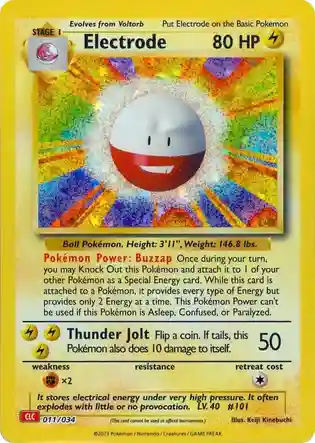 Evolves from Voltorb Put Electrode on the Basic Pokemon
STAGE 1
Electrode 80 HP
Ball Pokémon. Height: 3'11", Weight: 146.8 lbs.
Pokémon Power: Buzzap Once during your turn,
you may Knock Out this Pokémon and attach it to 1 of
your other Pokémon as a Special Energy card. While this card
is attached to a Pokémon, it provides every type of Energy but
provides only 2 Energy at a time. This Pokémon Power can't
be used if this Pokémon is Asleep, Confused, or Paralyzed.
Thunder Jolt Flip a coin. If tails, this 50
Pokémon also does 10 damage to itself.
weakness resistance retreat cost
×2
It stores electrical energy under very high pressure. It often
explodes with little or no provocation. LV. 40 #101
CLC 011/034 (This card cannot be used at official tournaments.) Illus. Keiji Kinebuchi
©2023 Pokémon / Nintendo / Creatures / GAME FREAK